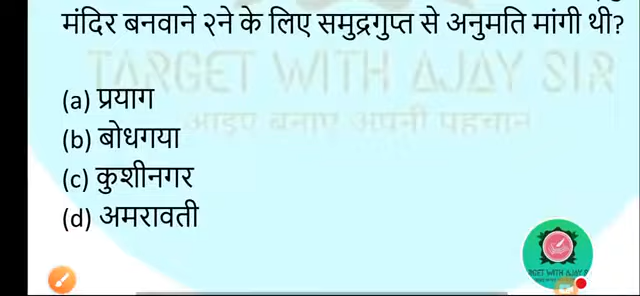 मंदिर बनवाने २ने के लिए समुद्रगुप्त से अनुमति मांगी थी?
TARGET WITH AJAY SIR
(a) प्रयाग
आइए बनाए अपनी पहचान
(b) बोधगया
(c) कुशीनगर
(d) अमरावती